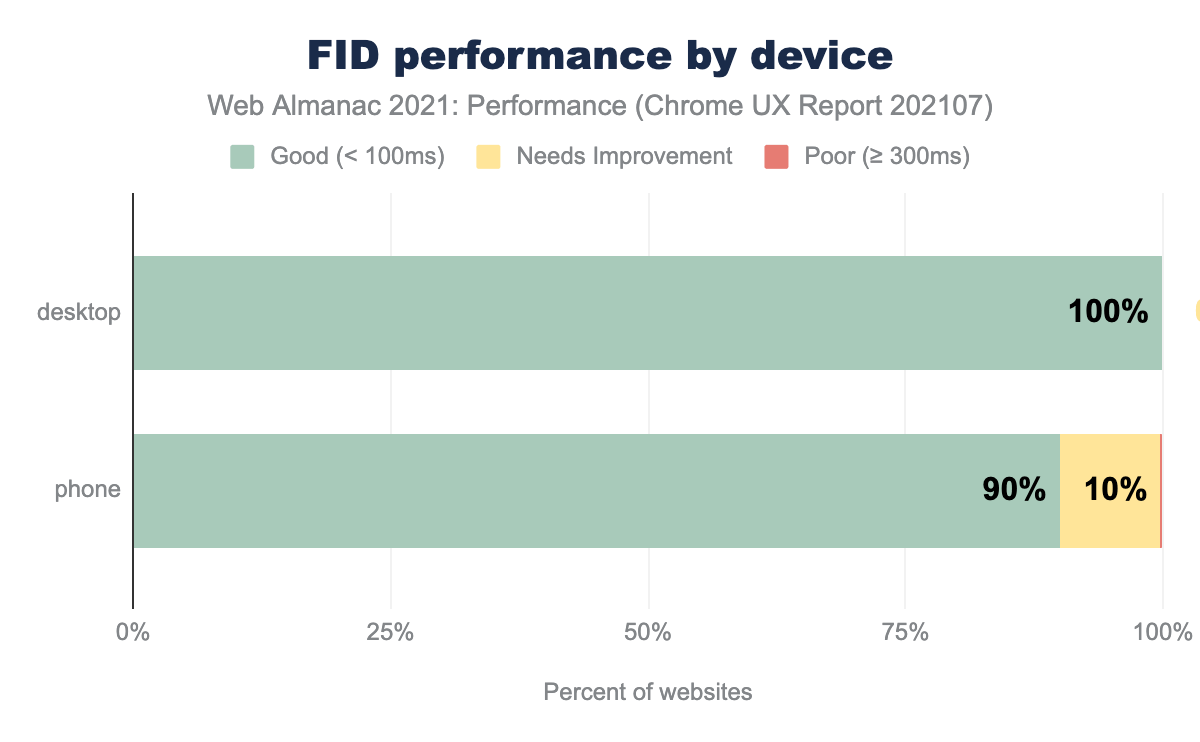 FID performance by device
Web Almanac 2021: Performance (Chrome UX Report 202107)
Good (< 100ms) Needs Improvement Poor (≥ 300ms)
desktop 100%
phone 90% 10%
0% 25% 50% 75% 100%
Percent of websites